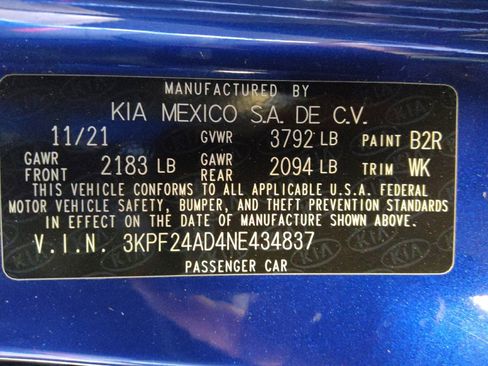 MANUFACTURED BY
KIA MEXICO S.A. DE C.V.
11/21 GVWR 3792 LB PAINT B2R
GAWR FRONT 2183 LB GAWR REAR 2094 LB TRIM WK
THIS VEHICLE CONFORMS TO ALL APPLICABLE U.S.A. FEDERAL
MOTOR VEHICLE SAFETY, BUMPER, AND THEFT PREVENTION STANDARDS
IN EFFECT ON THE DATE OF MANUFACTURE SHOWN ABOVE.
V.I.N. 3KPF24AD4NE434837
PASSENGER CAR